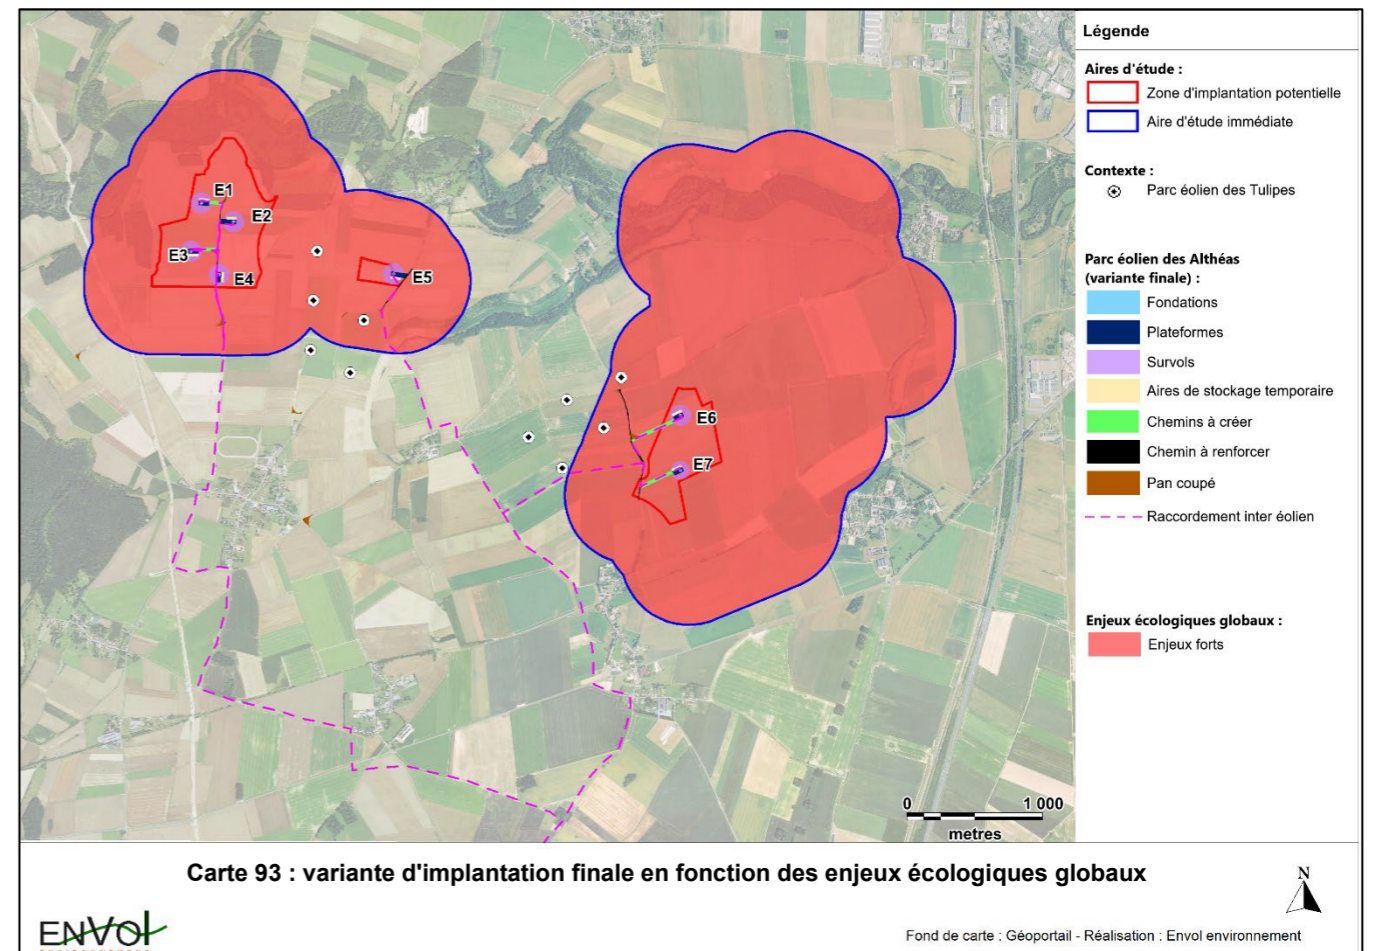 Légende
Aires d'étude :
Zone d'implantation potentielle
Aire d'étude immédiate
Contexte :
Parc éolien des Tulipes
Parc éolien des Althéas
(variante finale) :
Fondations
Plateformes
Survols
Aires de stockage temporaire
Chemins à créer
Chemin à renforcer
Pan coupé
Raccordement inter éolien
Enjeux écologiques globaux :
Enjeux forts
E1
E2
E3
E4
E5
E6
E7
0 1 000
metres
Carte 93 : variante d'implantation finale en fonction des enjeux écologiques globaux
N
ENVOL
Fond de carte : Géoportail - Réalisation : Envol environnement